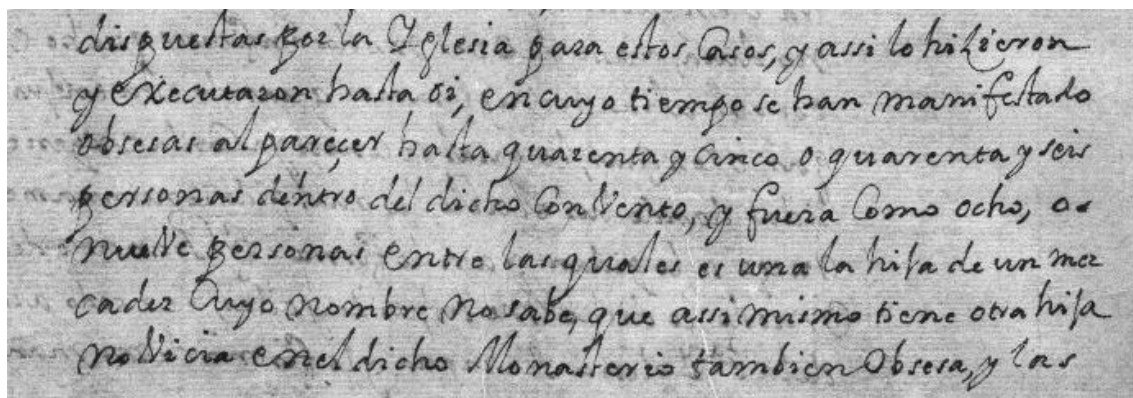 dispuestas por la Yglesia para estos Casos, y assi lo hiҫieron
y executaron hasta oi, en cuyo tiempo se han manifestado
obsesas al pareçer hasta quarenta y Cinco o quarenta y seis
personas dentro del dicho Convento, y fuera Como ocho, o
nueve personas entre las quales es una la hija de un mer
cader Cuyo nombre No sabe, que assimismo tiene otra hija
Novicia en el dicho Monasterio tambien Obsesa, y las